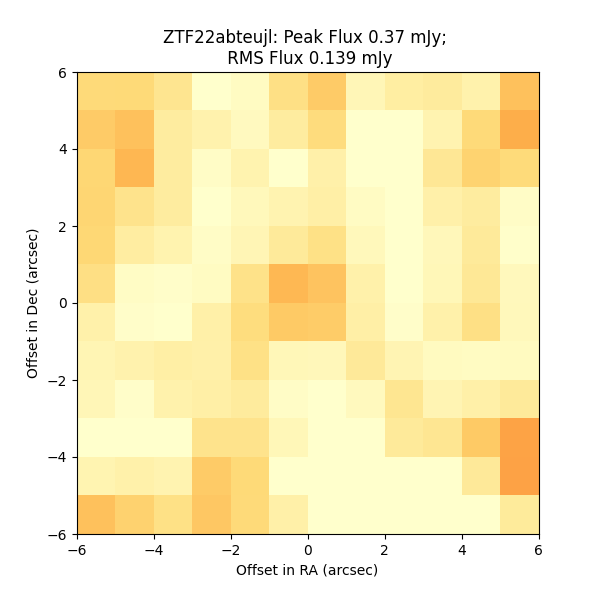 ZTF22abteujl: Peak Flux 0.37 mJy;
RMS Flux 0.139 mJy
6
4
2
0
−2
−4
−6
Offset in Dec (arcsec)
−6 −4 −2 0 2 4 6
Offset in RA (arcsec)